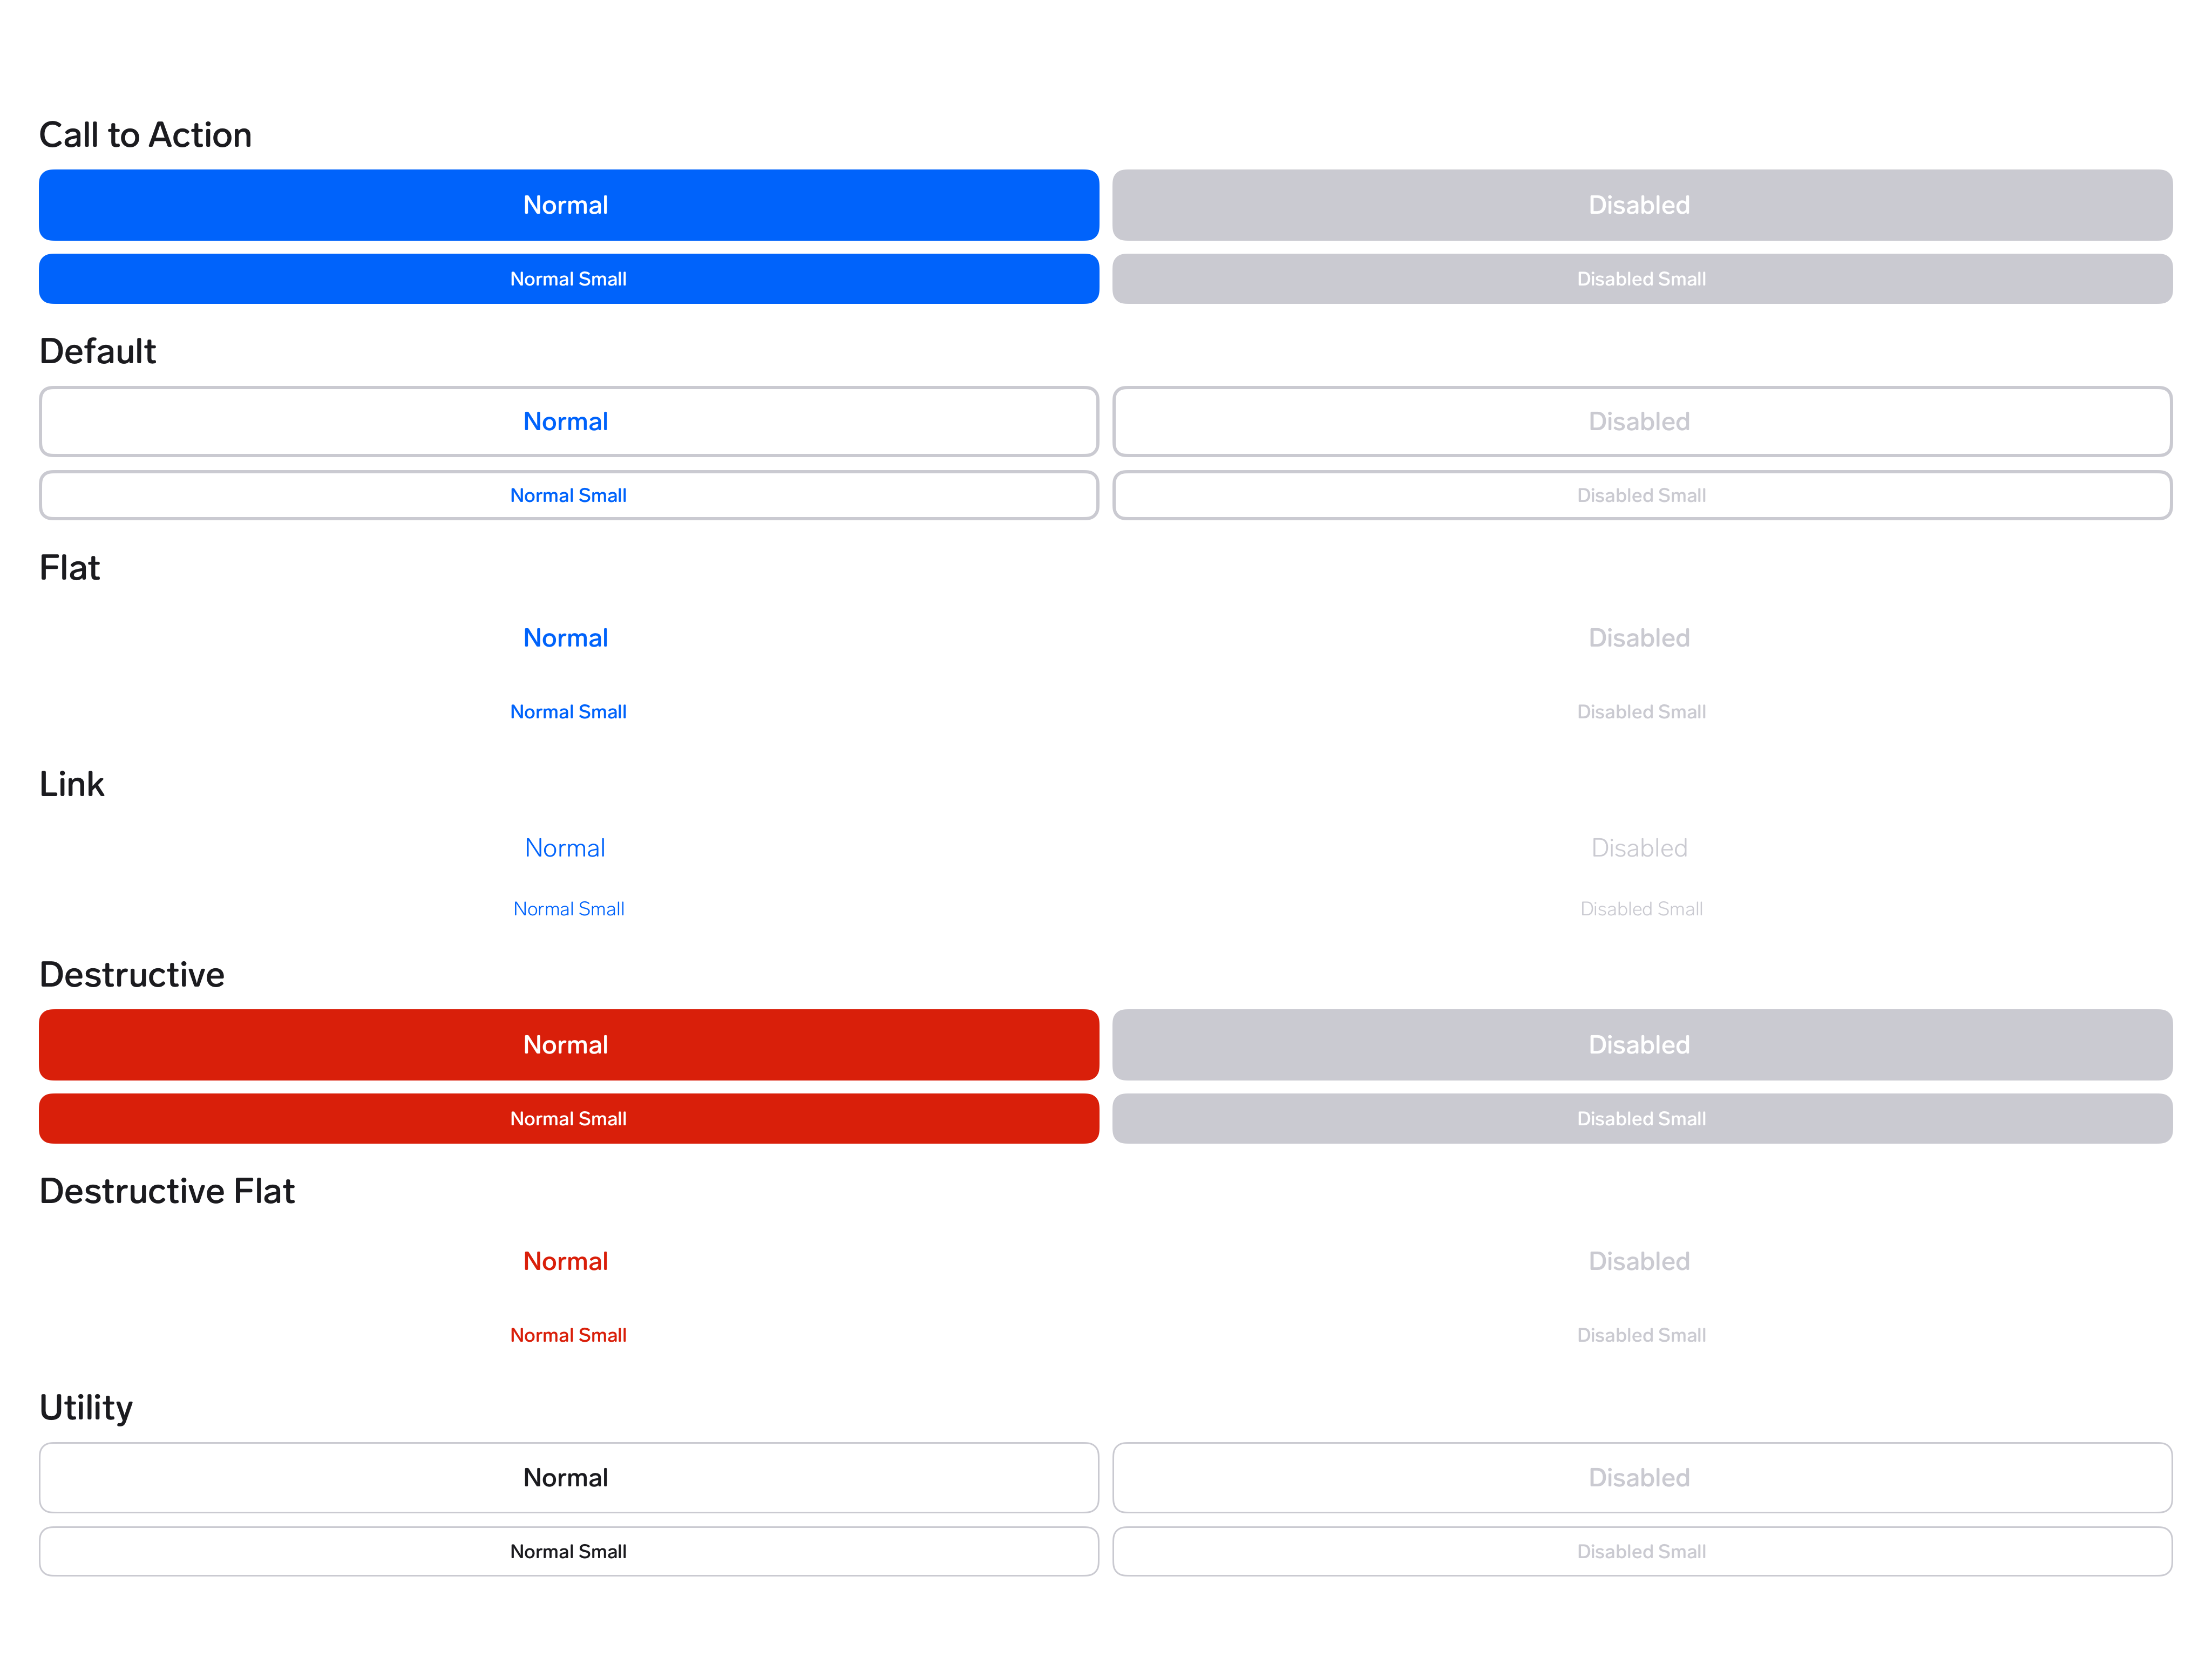 Call to Action
Normal Disabled
Normal Small Disabled Small
Default
Normal Disabled
Normal Small Disabled Small
Flat
Normal Disabled
Normal Small Disabled Small
Link
Normal Disabled
Normal Small Disabled Small
Destructive
Normal Disabled
Normal Small Disabled Small
Destructive Flat
Normal Disabled
Normal Small Disabled Small
Utility
Normal Disabled
Normal Small Disabled Small